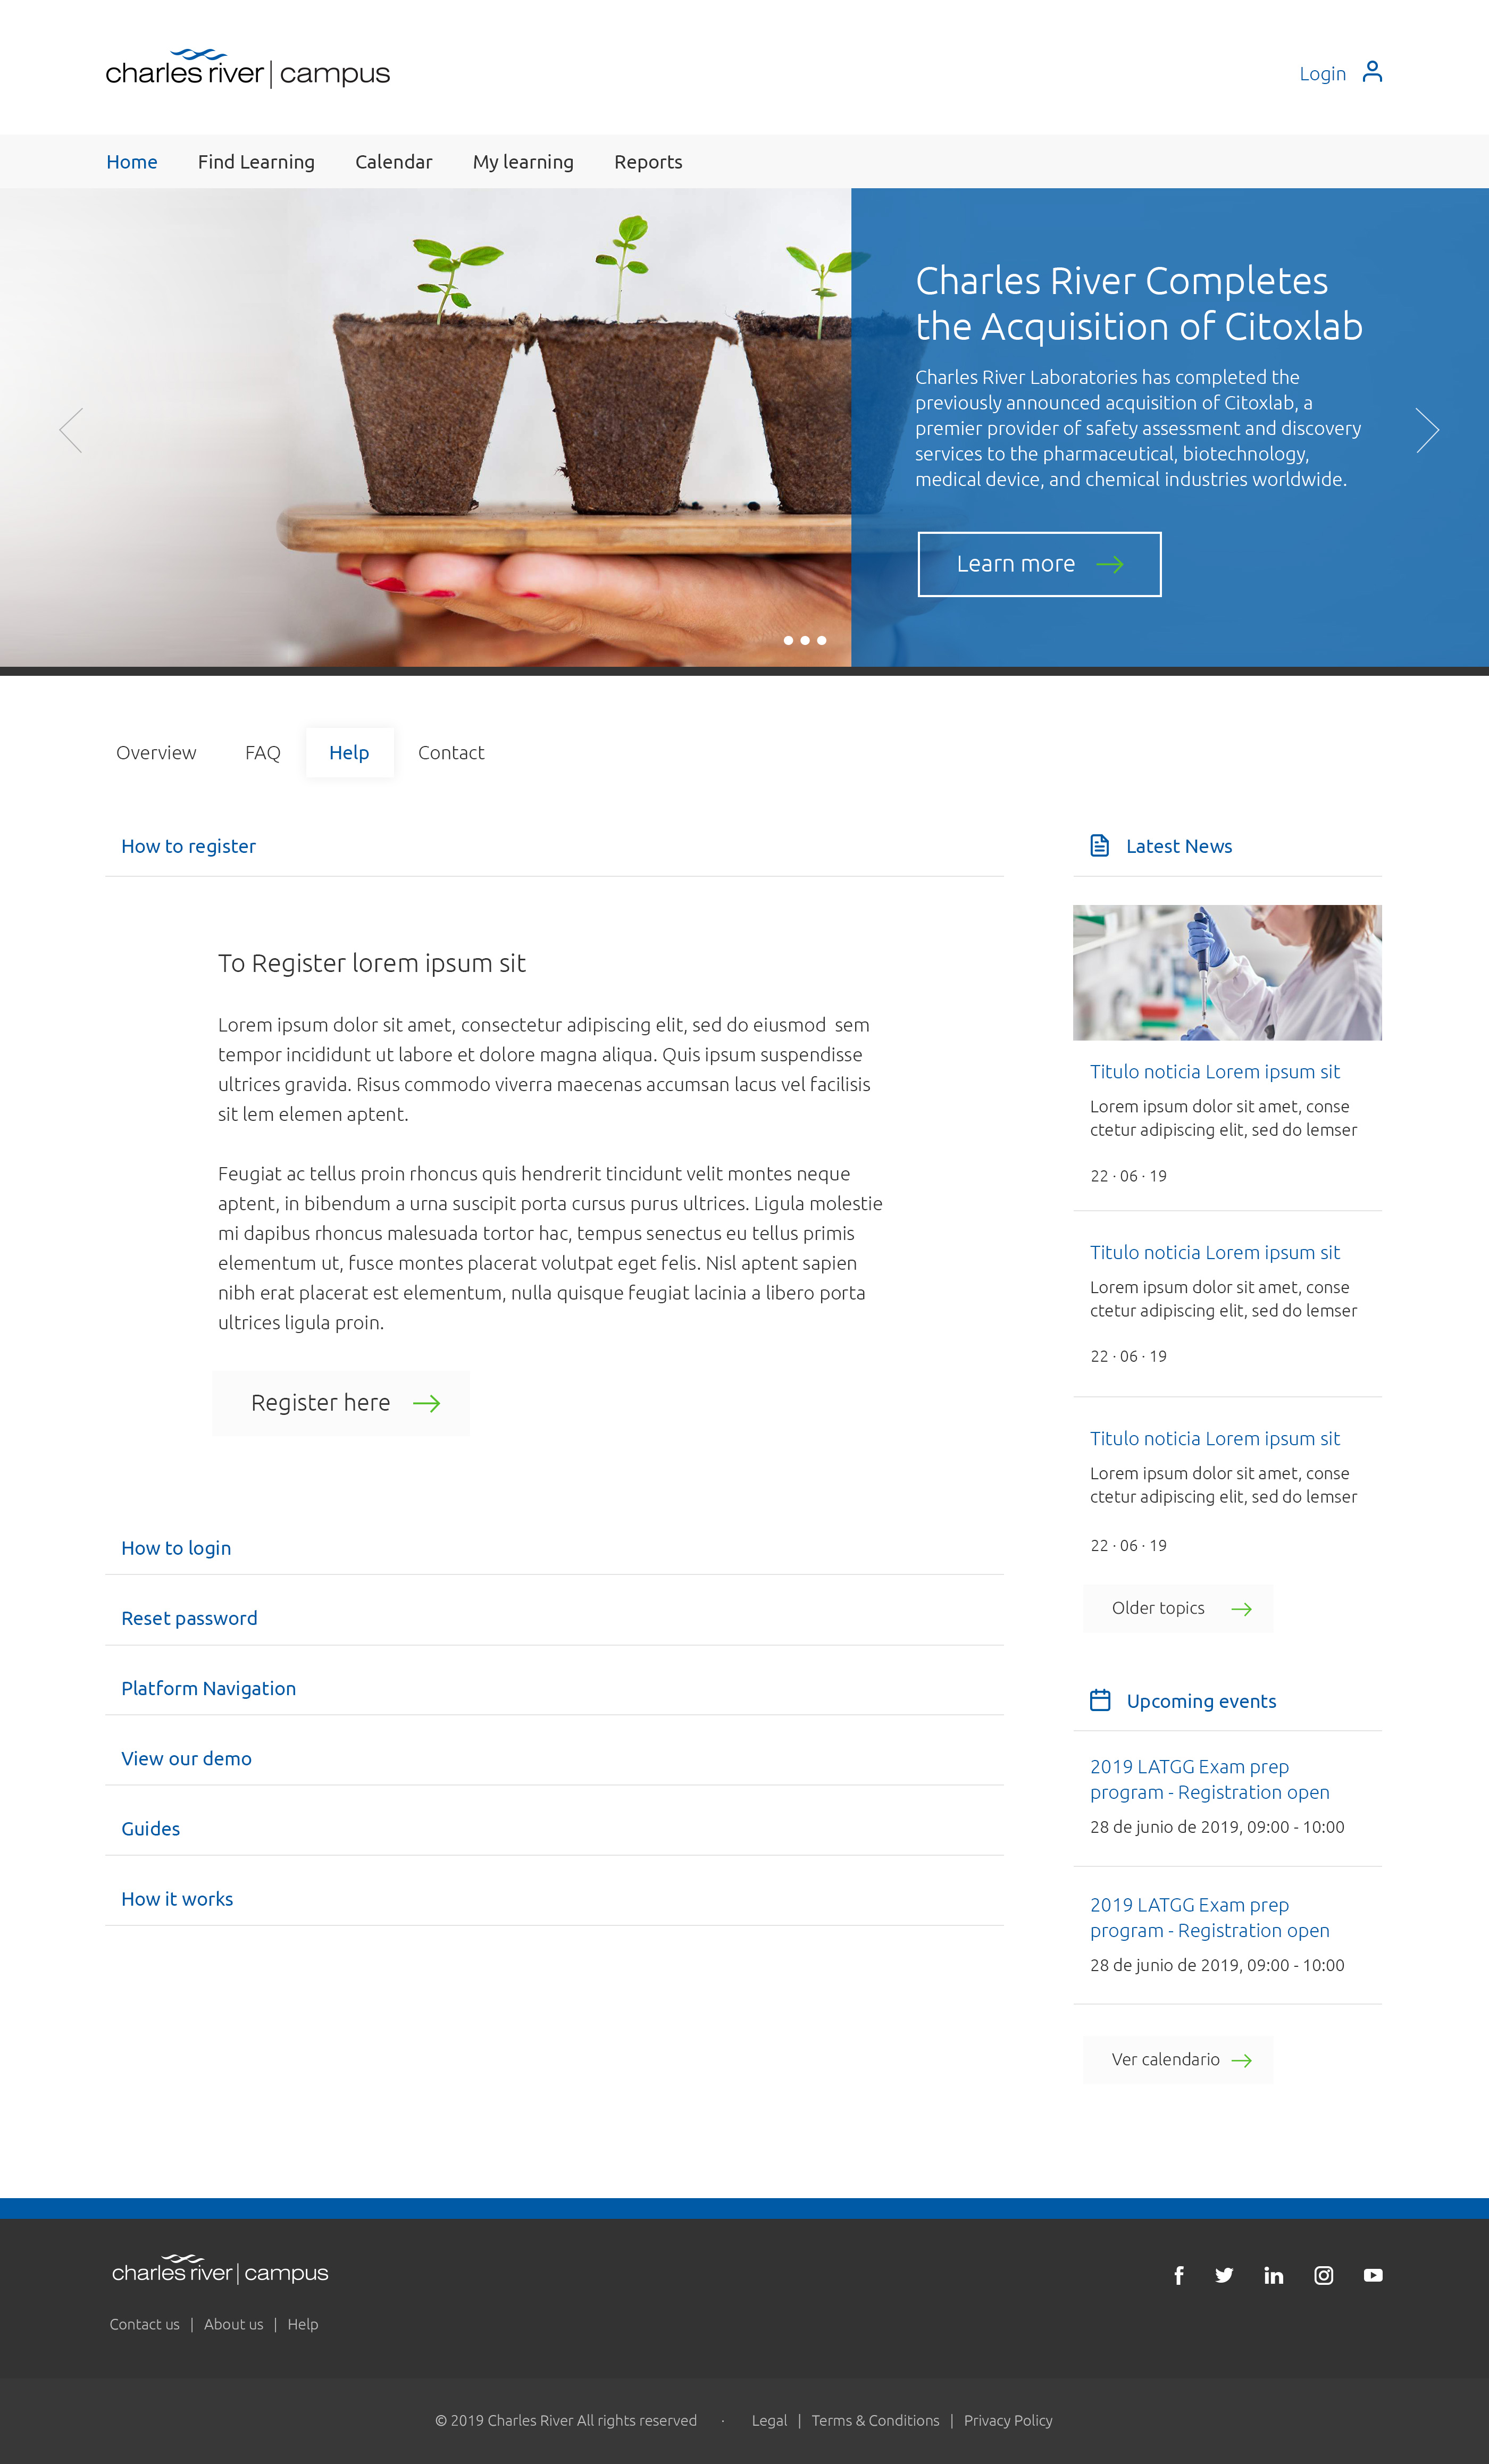 charles river | campus
Login
Home Find Learning Calendar My learning Reports
Charles River Completes
the Acquisition of Citoxlab
Charles River Laboratories has completed the
previously announced acquisition of Citoxlab, a
premier provider of safety assessment and discovery
services to the pharmaceutical, biotechnology,
medical device, and chemical industries worldwide.
Learn more
Overview FAQ Help Contact
How to register
To Register lorem ipsum sit
Lorem ipsum dolor sit amet, consectetur adipiscing elit, sed do eiusmod  sem
tempor incididunt ut labore et dolore magna aliqua. Quis ipsum suspendisse
ultrices gravida. Risus commodo viverra maecenas accumsan lacus vel facilisis
sit lem elemen aptent.
Feugiat ac tellus proin rhoncus quis hendrerit tincidunt velit montes neque
aptent, in bibendum a urna suscipit porta cursus purus ultrices. Ligula molestie
mi dapibus rhoncus malesuada tortor hac, tempus senectus eu tellus primis
elementum ut, fusce montes placerat volutpat eget felis. Nisl aptent sapien
nibh erat placerat est elementum, nulla quisque feugiat lacinia a libero porta
ultrices ligula proin.
Register here
How to login
Reset password
Platform Navigation
View our demo
Guides
How it works
Latest News
Titulo noticia Lorem ipsum sit
Lorem ipsum dolor sit amet, conse
ctetur adipiscing elit, sed do lemser
22 · 06 · 19
Titulo noticia Lorem ipsum sit
Lorem ipsum dolor sit amet, conse
ctetur adipiscing elit, sed do lemser
22 · 06 · 19
Titulo noticia Lorem ipsum sit
Lorem ipsum dolor sit amet, conse
ctetur adipiscing elit, sed do lemser
22 · 06 · 19
Older topics
Upcoming events
2019 LATGG Exam prep
program - Registration open
28 de junio de 2019, 09:00 - 10:00
2019 LATGG Exam prep
program - Registration open
28 de junio de 2019, 09:00 - 10:00
Ver calendario
charles river | campus
Contact us | About us | Help
© 2019 Charles River All rights reserved · Legal | Terms & Conditions | Privacy Policy